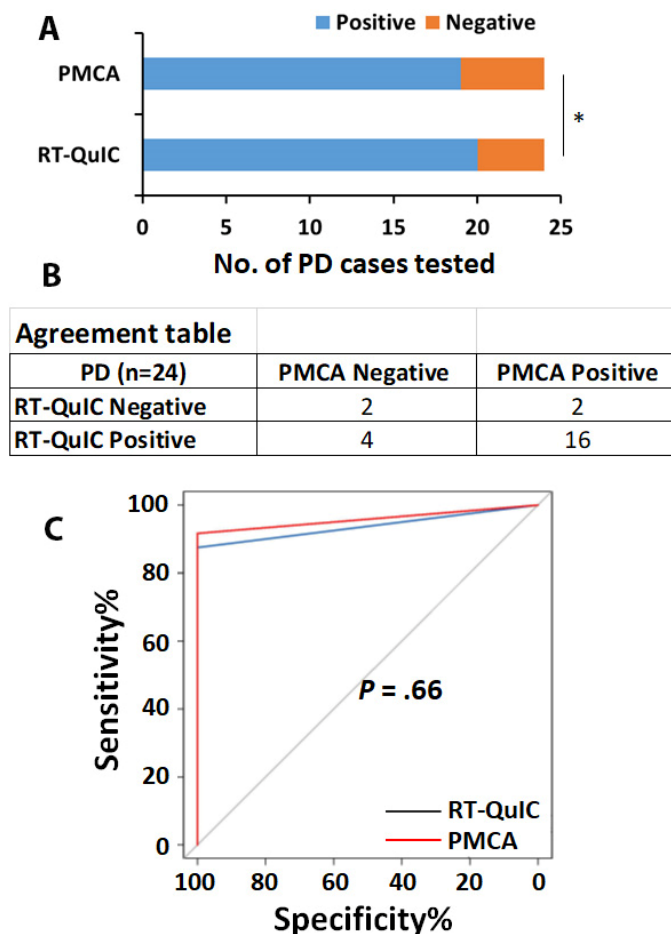 A
Positive Negative
PMCA
RT-QuIC
*
0 5 10 15 20 25
No. of PD cases tested
B
Agreement table
PD (n=24) PMCA Negative PMCA Positive
RT-QuIC Negative 2 2
RT-QuIC Positive 4 16
C
100
80
60
40
20
0
Sensitivity%
P = .66
RT-QuIC
PMCA
100 80 60 40 20 0
Specificity%